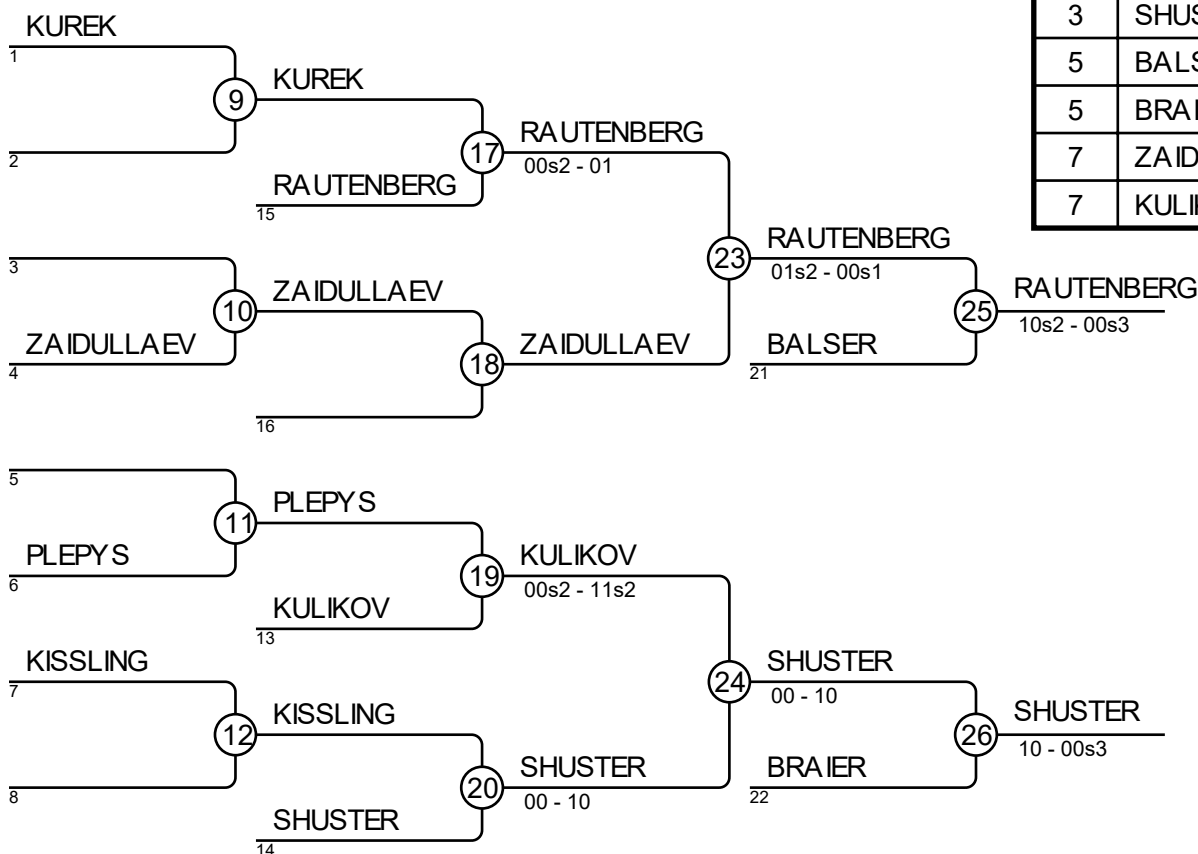 KUREK
1
9
KUREK
2
17
RAUTENBERG
00s2 - 01
RAUTENBERG
15
3
10
ZAIDULLAEV
ZAIDULLAEV
4
18
ZAIDULLAEV
16
23
RAUTENBERG
01s2 - 00s1
BALSER
21
25
RAUTENBERG
10s2 - 00s3
5
11
PLEPYS
PLEPYS
6
19
KULIKOV
00s2 - 11s2
KULIKOV
13
KISSLING
7
12
KISSLING
8
20
SHUSTER
00 - 10
SHUSTER
14
24
SHUSTER
00 - 10
BRAIER
22
26
SHUSTER
10 - 00s3
3
5
5
7
7